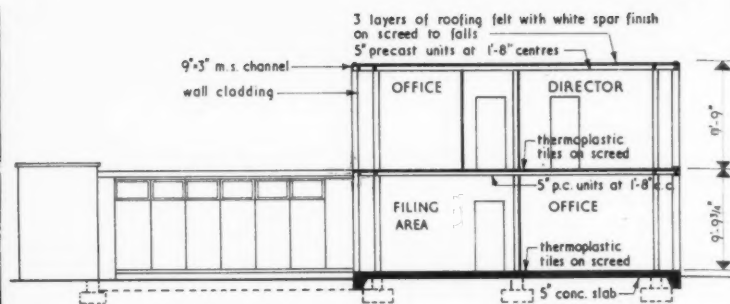 3 layers of roofing felt with white spar finish
on screed to falls
5" precast units at 1'-8" centres
9"×3" m.s. channel
wall cladding
OFFICE
DIRECTOR
thermoplastic
tiles on screed
5" p.c. units at 1'-8" c.c.
FILING
AREA
OFFICE
thermoplastic
tiles on screed
5" conc. slab
9'-9¾"